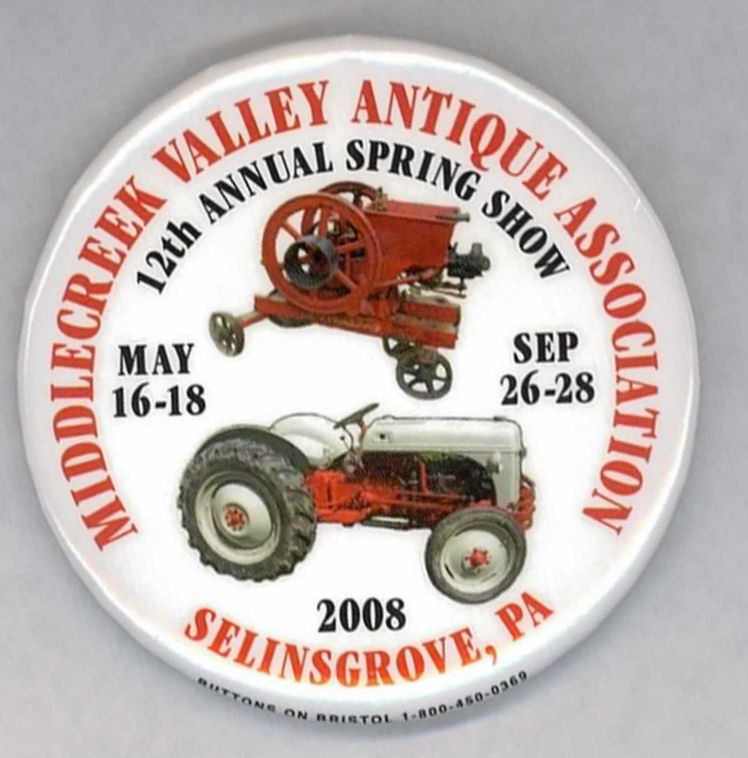 MIDDLECREEK VALLEY ANTIQUE ASSOCIATION
12th ANNUAL SPRING SHOW
MAY
16-18
SEP
26-28
2008
SELINSGROVE, PA
BUTTONS ON BRISTOL 1-800-450-0369